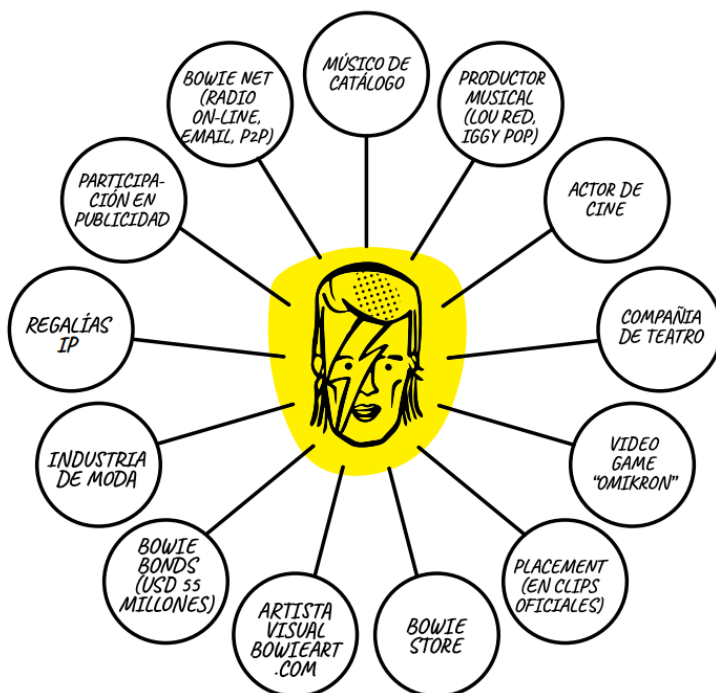 MÚSICO DE
CATÁLOGO
PRODUCTOR
MUSICAL
(LOU RED,
IGGY POP)
ACTOR DE
CINE
COMPAÑIA
DE TEATRO
VIDEO
GAME
“OMIKRON”
PLACEMENT
(EN CLIPS
OFICIALES)
BOWIE
STORE
ARTISTA
VISUAL
BOWIEART
.COM
BOWIE
BONDS
(USD 55
MILLONES)
INDUSTRIA
DE MODA
REGALÍAS
IP
PARTICIPA-
CIÓN EN
PUBLICIDAD
BOWIE NET
(RADIO
ON-LINE,
EMAIL, P2P)